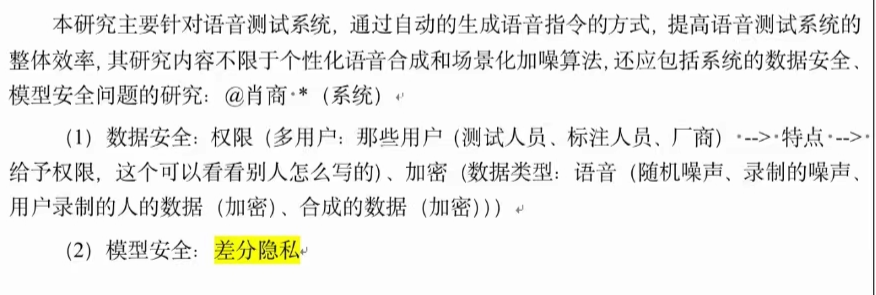 本研究主要针对语音测试系统，通过自动的生成语音指令的方式，提高语音测试系统的
整体效率，其研究内容不限于个性化语音合成和场景化加噪算法，还应包括系统的数据安全、
模型安全问题的研究：@肖商·*（系统）
（1）数据安全：权限（多用户：那些用户（测试人员、标注人员、厂商）·-->·特点·-->·
给予权限，这个可以看看别人怎么写的）、加密（数据类型：语音（随机噪声、录制的噪声、
用户录制的人的数据（加密）、合成的数据（加密）））
（2）模型安全：差分隐私